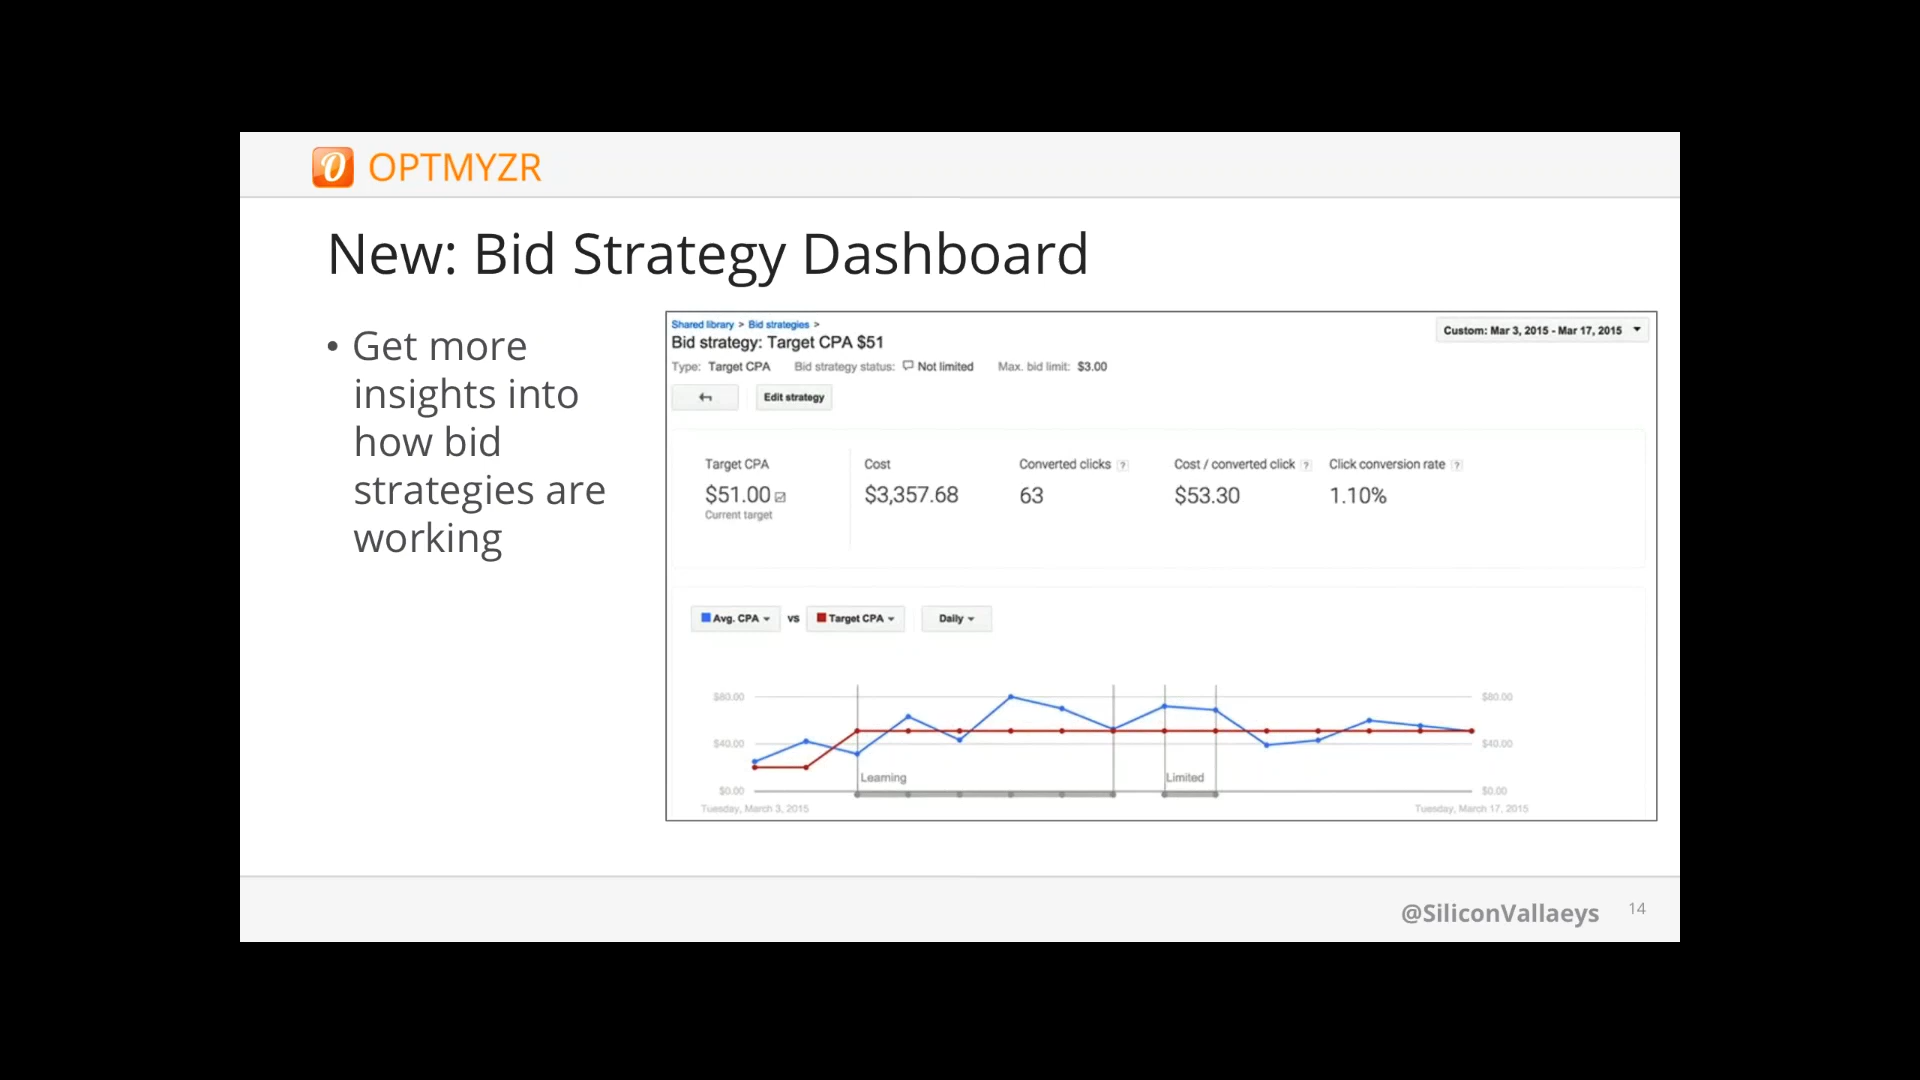 OPTMYZR
New: Bid Strategy Dashboard
• Get more
insights into
how bid
strategies are
working
Shared library > Bid strategies >
Custom: Mar 3, 2015 - Mar 17, 2015
Bid strategy: Target CPA $51
Type: Target CPA Bid strategy status: Not limited Max. bid limit: $3.00
Edit strategy
Target CPA Cost Converted clicks ? Cost / converted click ? Click conversion rate ?
$51.00 $3,357.68 63 $53.30 1.10%
Current target
Avg. CPA vs Target CPA Daily
$80.00 $80.00
$40.00 $40.00
Learning Limited
$0.00 $0.00
Tuesday, March 3, 2015 Tuesday, March 17, 2015
@SiliconVallaeys 14